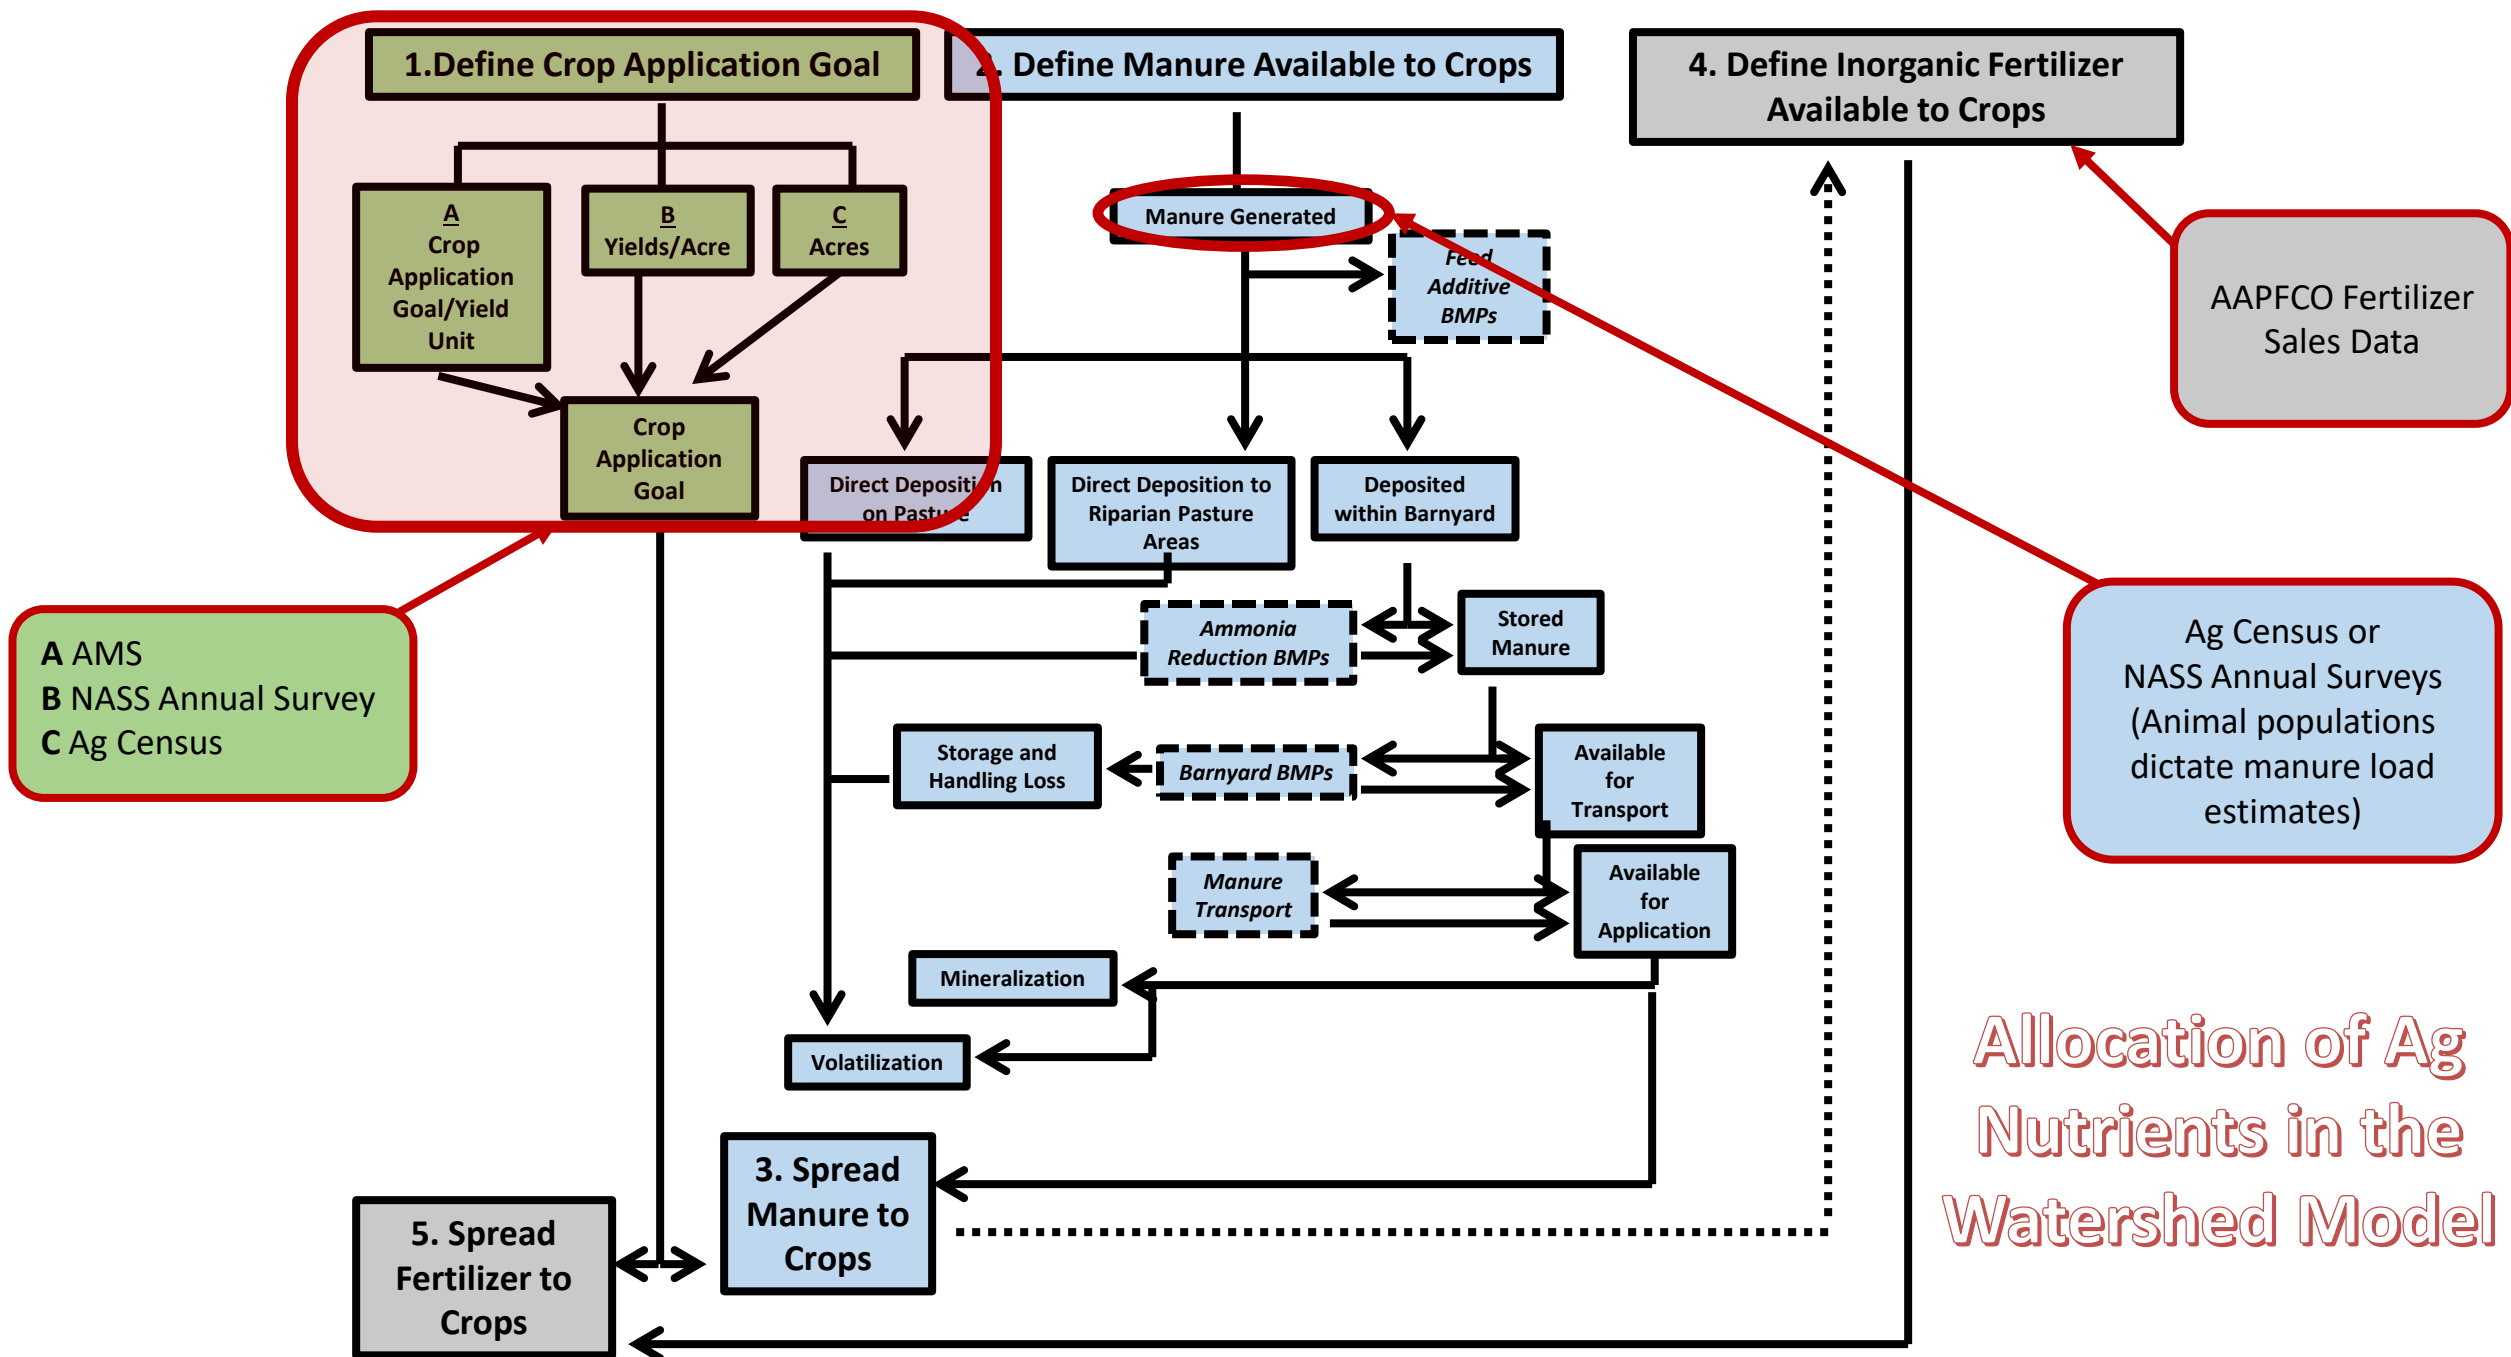 1.Define Crop Application Goal
2. Define Manure Available to Crops
4. Define Inorganic Fertilizer
Available to Crops
A
Crop
Application
Goal/Yield
Unit
B
Yields/Acre
C
Acres
Manure Generated
Feed
Additive
BMPs
AAPFCO Fertilizer
Sales Data
Crop
Application
Goal
Direct Deposition
on Pasture
Direct Deposition to
Riparian Pasture
Areas
Deposited
within Barnyard
A AMS
B NASS Annual Survey
C Ag Census
Ammonia
Reduction BMPs
Stored
Manure
Ag Census or
NASS Annual Surveys
(Animal populations
dictate manure load
estimates)
Storage and
Handling Loss
Barnyard BMPs
Available
for
Transport
Manure
Transport
Available
for
Application
Mineralization
Volatilization
Allocation of Ag
Nutrients in the
Watershed Model
3. Spread
Manure to
Crops
5. Spread
Fertilizer to
Crops